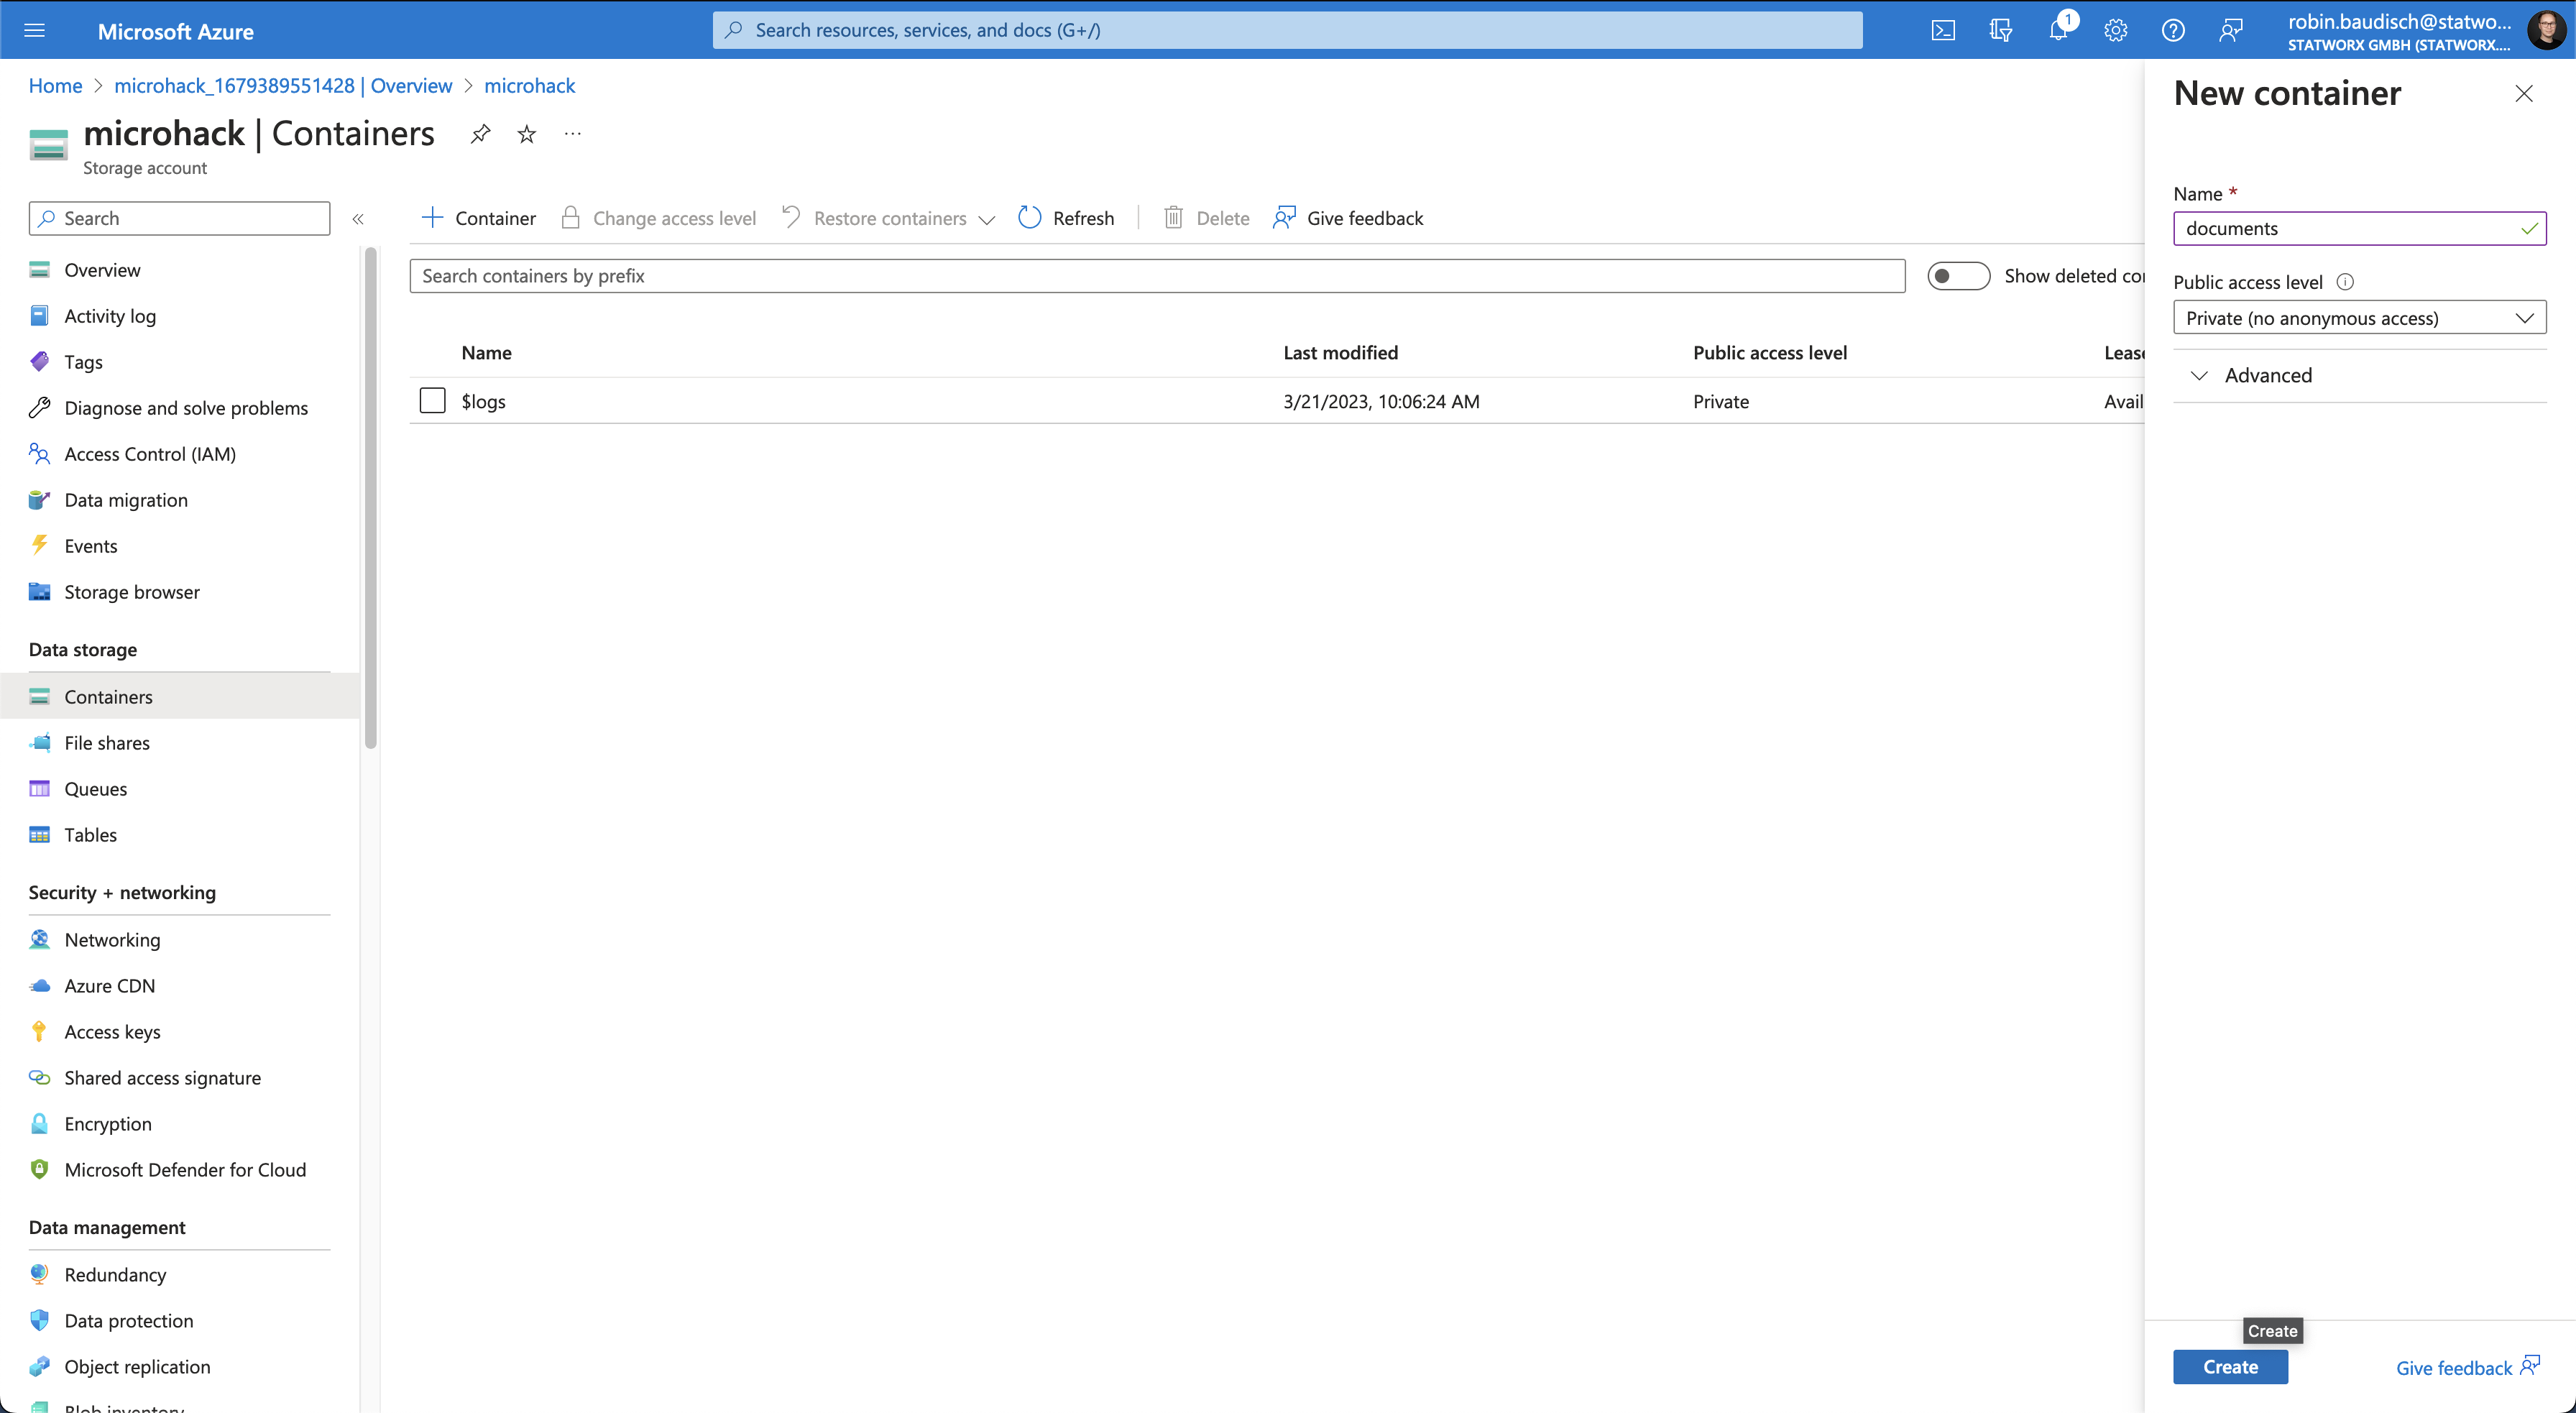 Microsoft Azure
Search resources, services, and docs (G+/)
1
robin.baudisch@statwo...
STATWORX GMBH (STATWORX....
Home > microhack_1679389551428 | Overview > microhack
microhack | Containers
Storage account
Search
Container
Change access level
Restore containers
Refresh
Delete
Give feedback
Search containers by prefix
Show deleted co
Name Last modified Public access level Lease
$logs 3/21/2023, 10:06:24 AM Private Avail
Overview
Activity log
Tags
Diagnose and solve problems
Access Control (IAM)
Data migration
Events
Storage browser
Data storage
Containers
File shares
Queues
Tables
Security + networking
Networking
Azure CDN
Access keys
Shared access signature
Encryption
Microsoft Defender for Cloud
Data management
Redundancy
Data protection
Object replication
Blob inventory
New container
Name *
documents
Public access level
Private (no anonymous access)
Advanced
Create
Create
Give feedback